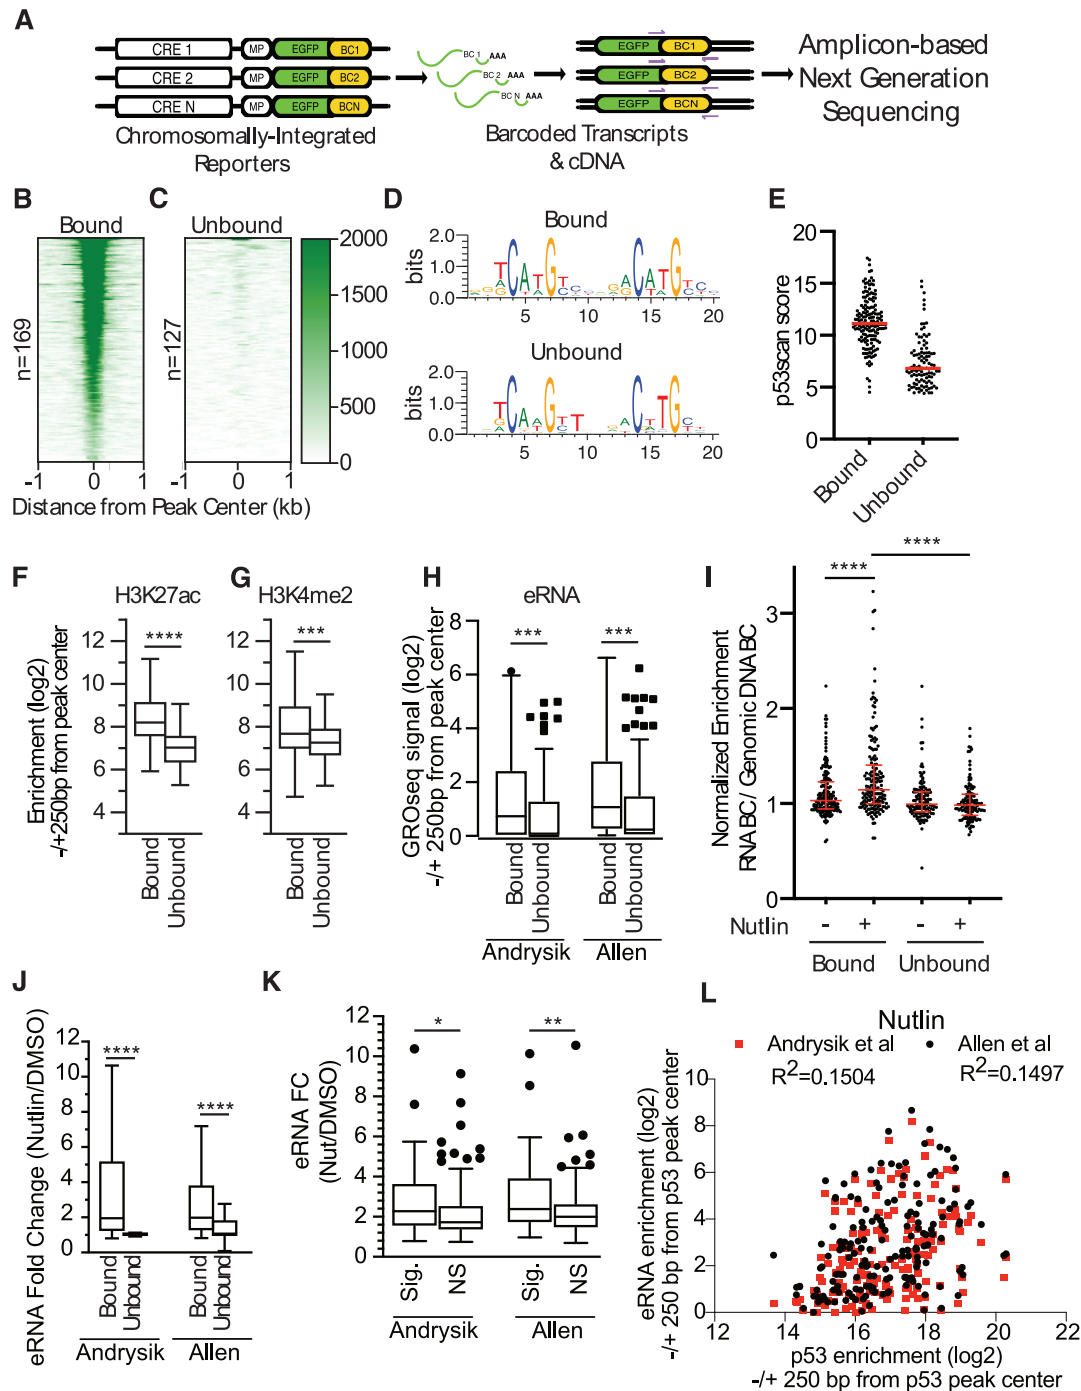 A
CRE 1 MP EGFP BC1
CRE 2 MP EGFP BC2
CRE N MP EGFP BCN
Chromosomally-Integrated
Reporters
BC 1 AAA
BC 2 AAA
BC N AAA
EGFP BC1
EGFP BC2
EGFP BCN
Barcoded Transcripts
& cDNA
Amplicon-based
Next Generation
Sequencing
B
Bound
n=169
-1 0 1
C
Unbound
n=127
-1 0 1
2000
1500
1000
500
0
Distance from Peak Center (kb)
D
Bound
bits
2.0
1.0
0.0
5 10 15 20
Unbound
bits
2.0
1.0
0.0
5 10 15 20
E
p53scan score
20
15
10
5
0
Bound
Unbound
F
H3K27ac
****
Enrichment (log2)
-/+250bp from peak center
12
10
8
6
4
Bound
Unbound
G
H3K4me2
***
12
10
8
6
4
Bound
Unbound
H
eRNA
*** ***
GROseq signal (log2)
-/+ 250bp from peak center
8
6
4
2
0
Bound
Unbound
Bound
Unbound
Andrysik Allen
I
****
****
Normalized Enrichment
RNA BC/ Genomic DNA BC
3
2
1
0
Nutlin - + - +
Bound Unbound
J
eRNA Fold Change (Nutlin/DMSO)
12
10
8
6
4
2
0
****
****
Bound
Unbound
Bound
Unbound
Andrysik Allen
K
eRNA FC
(Nut/DMSO)
12
10
8
6
4
2
0
* **
Sig.
NS
Sig.
NS
Andrysik Allen
L
Nutlin
Andrysik et al Allen et al
R2=0.1504 R2=0.1497
eRNA enrichment (log2)
-/+ 250 bp from p53 peak center
10
8
6
4
2
0
12 14 16 18 20 22
p53 enrichment (log2)
-/+ 250 bp from p53 peak center